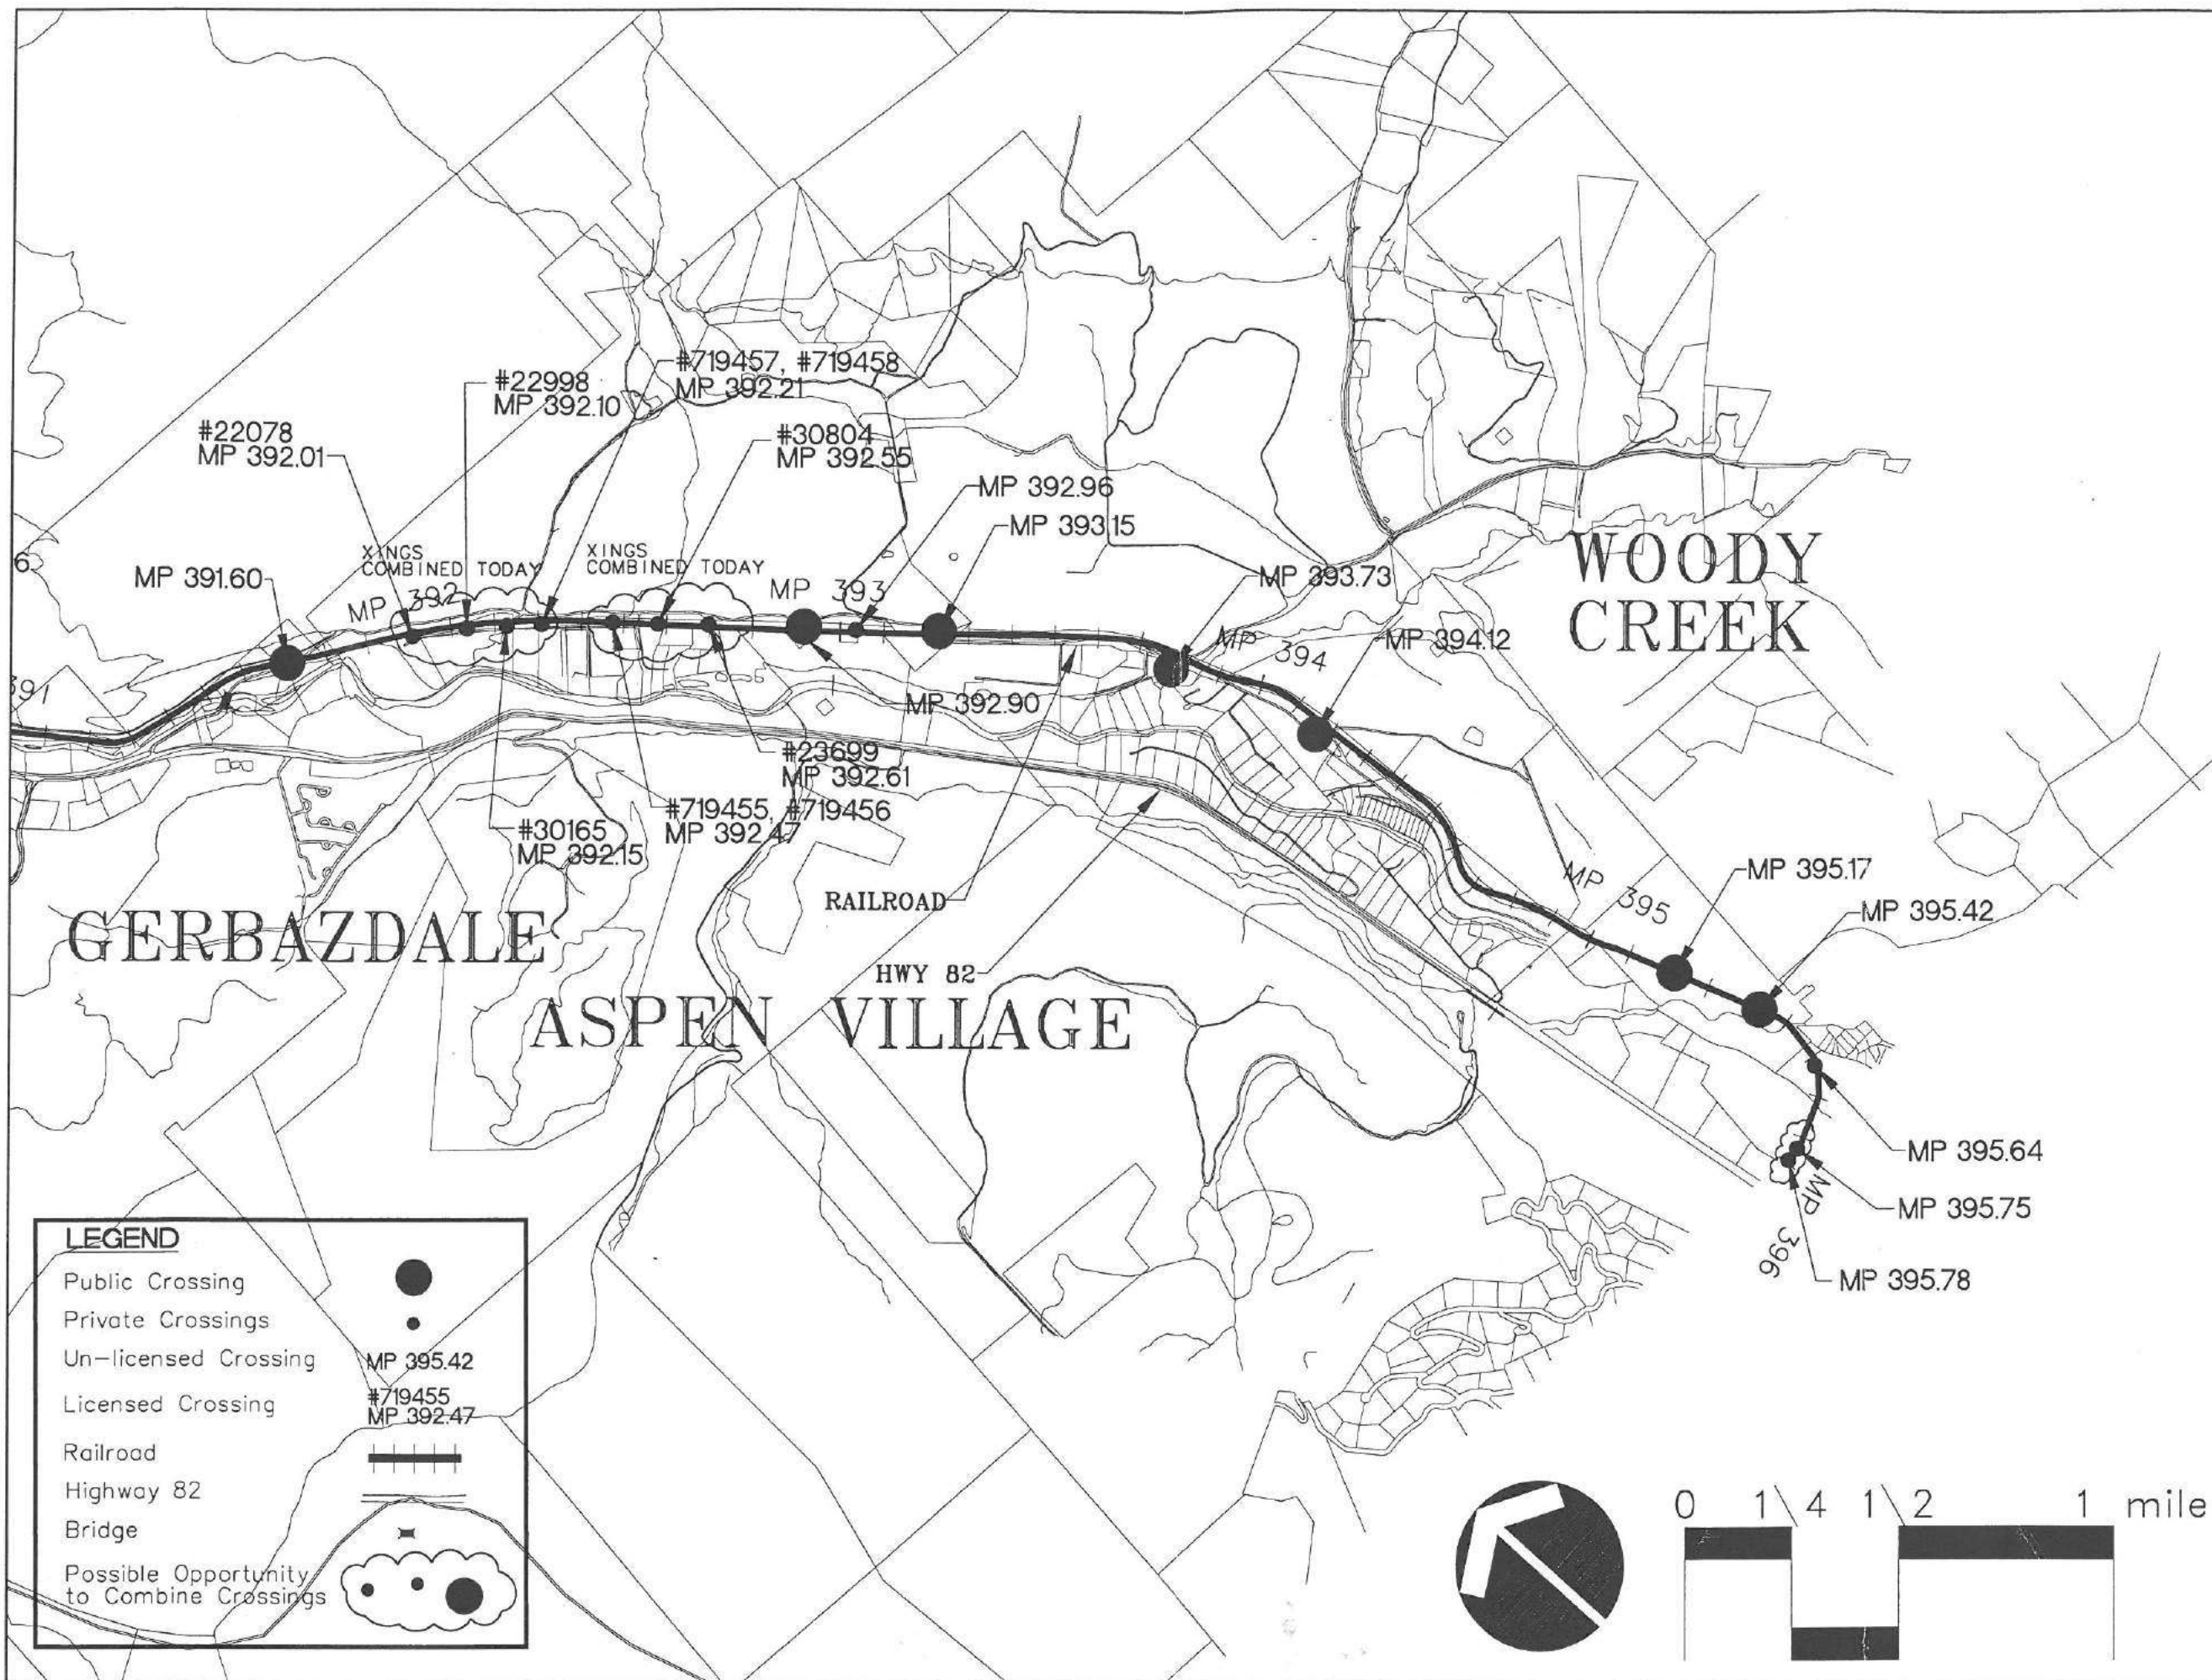 #719457, #719458
MP 392.21
#22998
MP 392.10
#22078
MP 392.01
#30804
MP 392.55
MP 392.96
MP 393.15
XINGS
COMBINED TODAY
XINGS
COMBINED TODAY
WOODY
CREEK
MP 391.60
MP 392
MP 393
MP 393.73
MP 394
MP 394.12
391
MP 392.90
#23699
MP 392.61
#719455, #719456
MP 392.47
#30165
MP 392.15
RAILROAD
MP 395
MP 395.17
MP 395.42
GERBAZDALE
HWY 82
ASPEN VILLAGE
MP 395.64
MP 395.75
MP 396
MP 395.78
LEGEND
Public Crossing
Private Crossings
Un-licensed Crossing MP 395.42
Licensed Crossing #719455
MP 392.47
Railroad
Highway 82
Bridge
Possible Opportunity
to Combine Crossings
0 1\4 1\2 1 mile